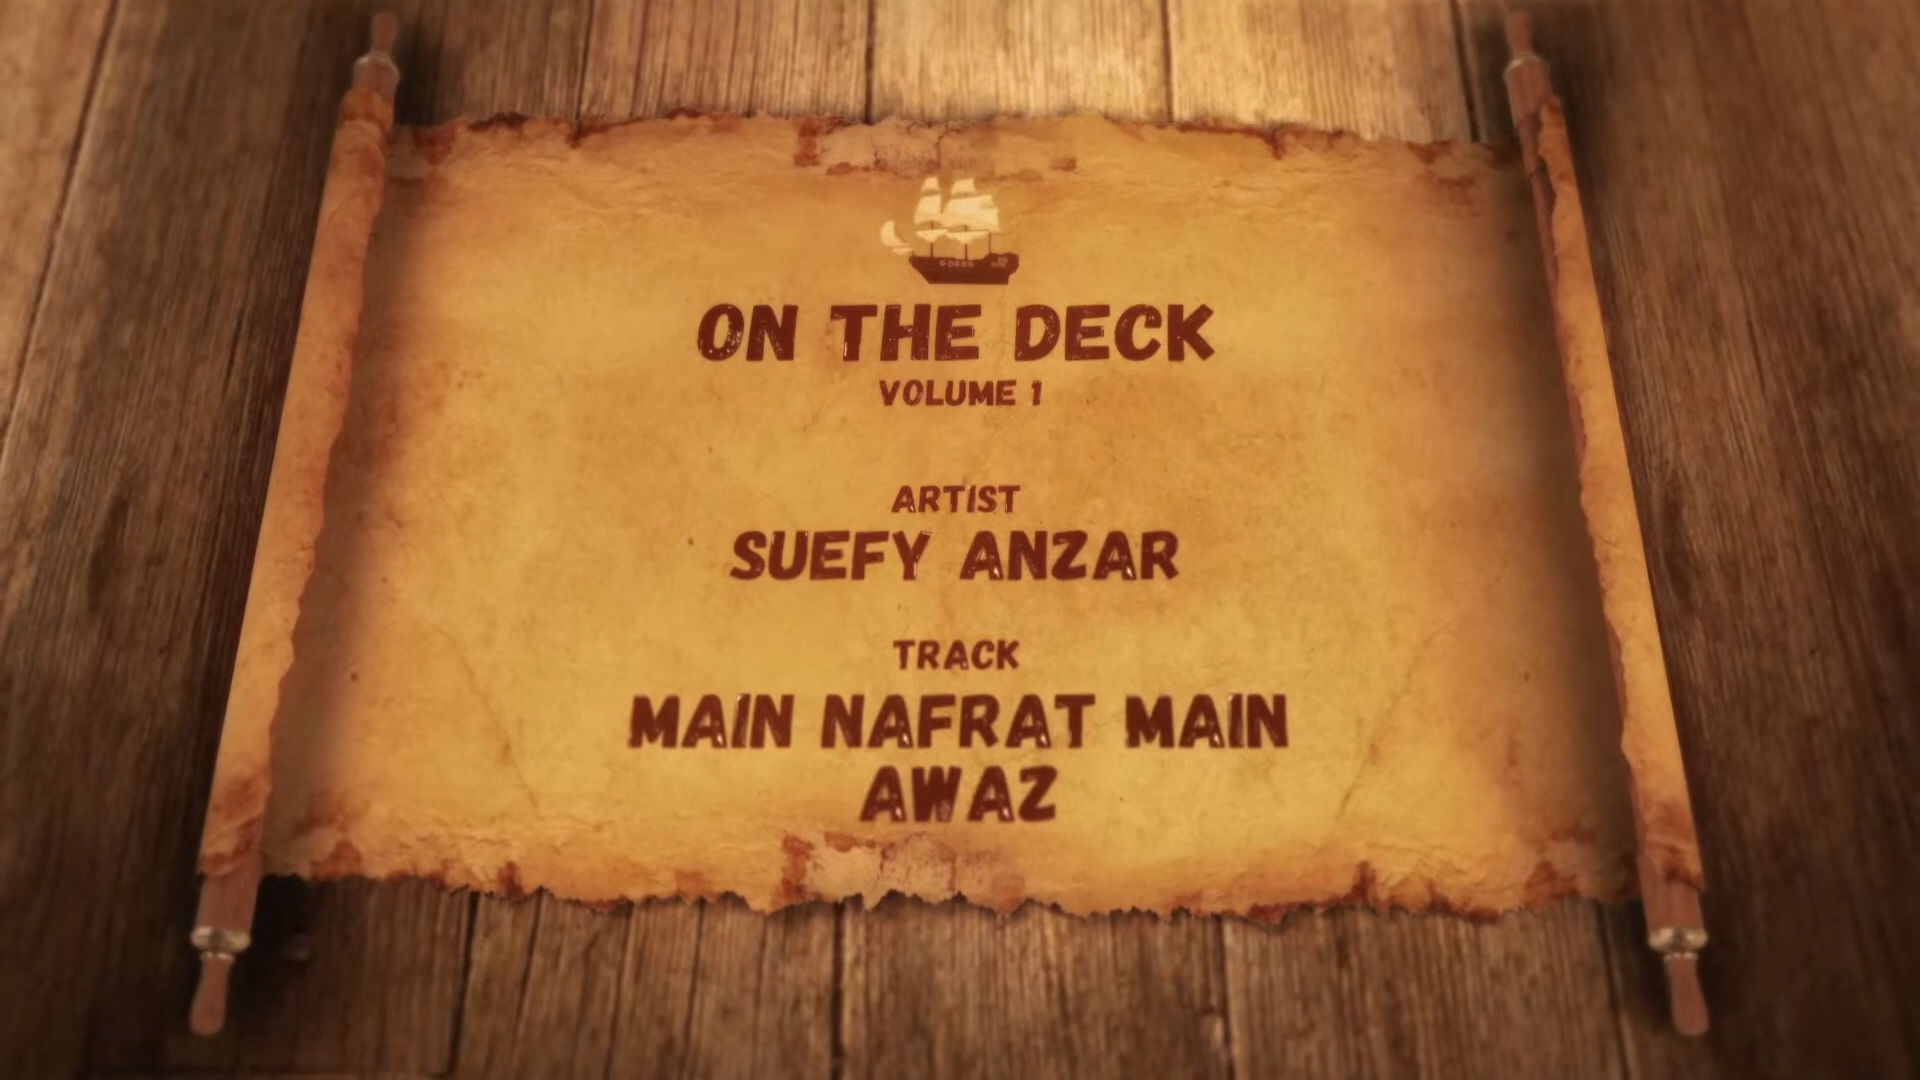 ON THE DECK
VOLUME 1
ARTIST
SUEFY ANZAR
TRACK
MAIN NAFRAT MAIN
AWAZ